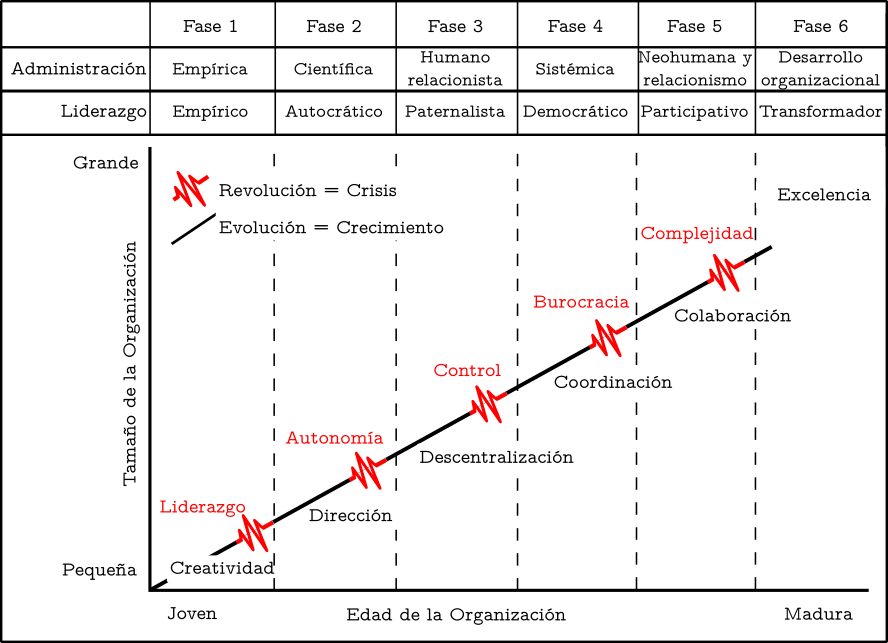 Fase 1 Fase 2 Fase 3 Fase 4 Fase 5 Fase 6
Administración Empírica Científica Humano relacionista Sistémica Neohumana y relacionismo Desarrollo organizacional
Liderazgo Empírico Autocrático Paternalista Democrático Participativo Transformador
Grande
Revolución = Crisis
Excelencia
Evolución = Crecimiento
Complejidad
Burocracia
Colaboración
Control
Coordinación
Autonomía
Descentralización
Liderazgo
Dirección
Creatividad
Tamaño de la Organización
Pequeña
Joven Edad de la Organización Madura